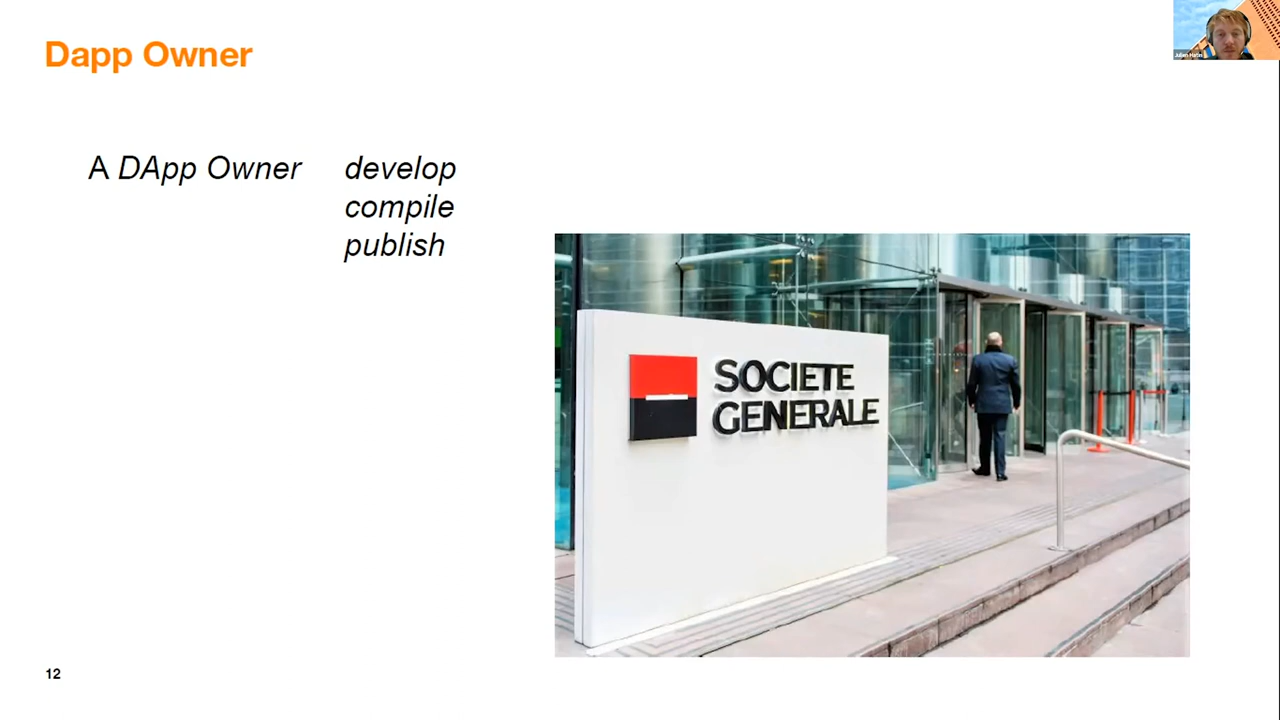 Dapp Owner
A DApp Owner develop
compile
publish
SOCIETE
GENERALE
12